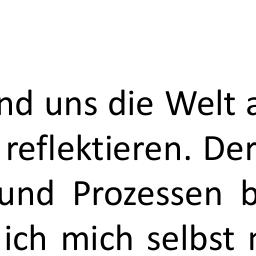 nd uns die Welt a
reflektieren. Der
und Prozessen b
ich mich selbst n